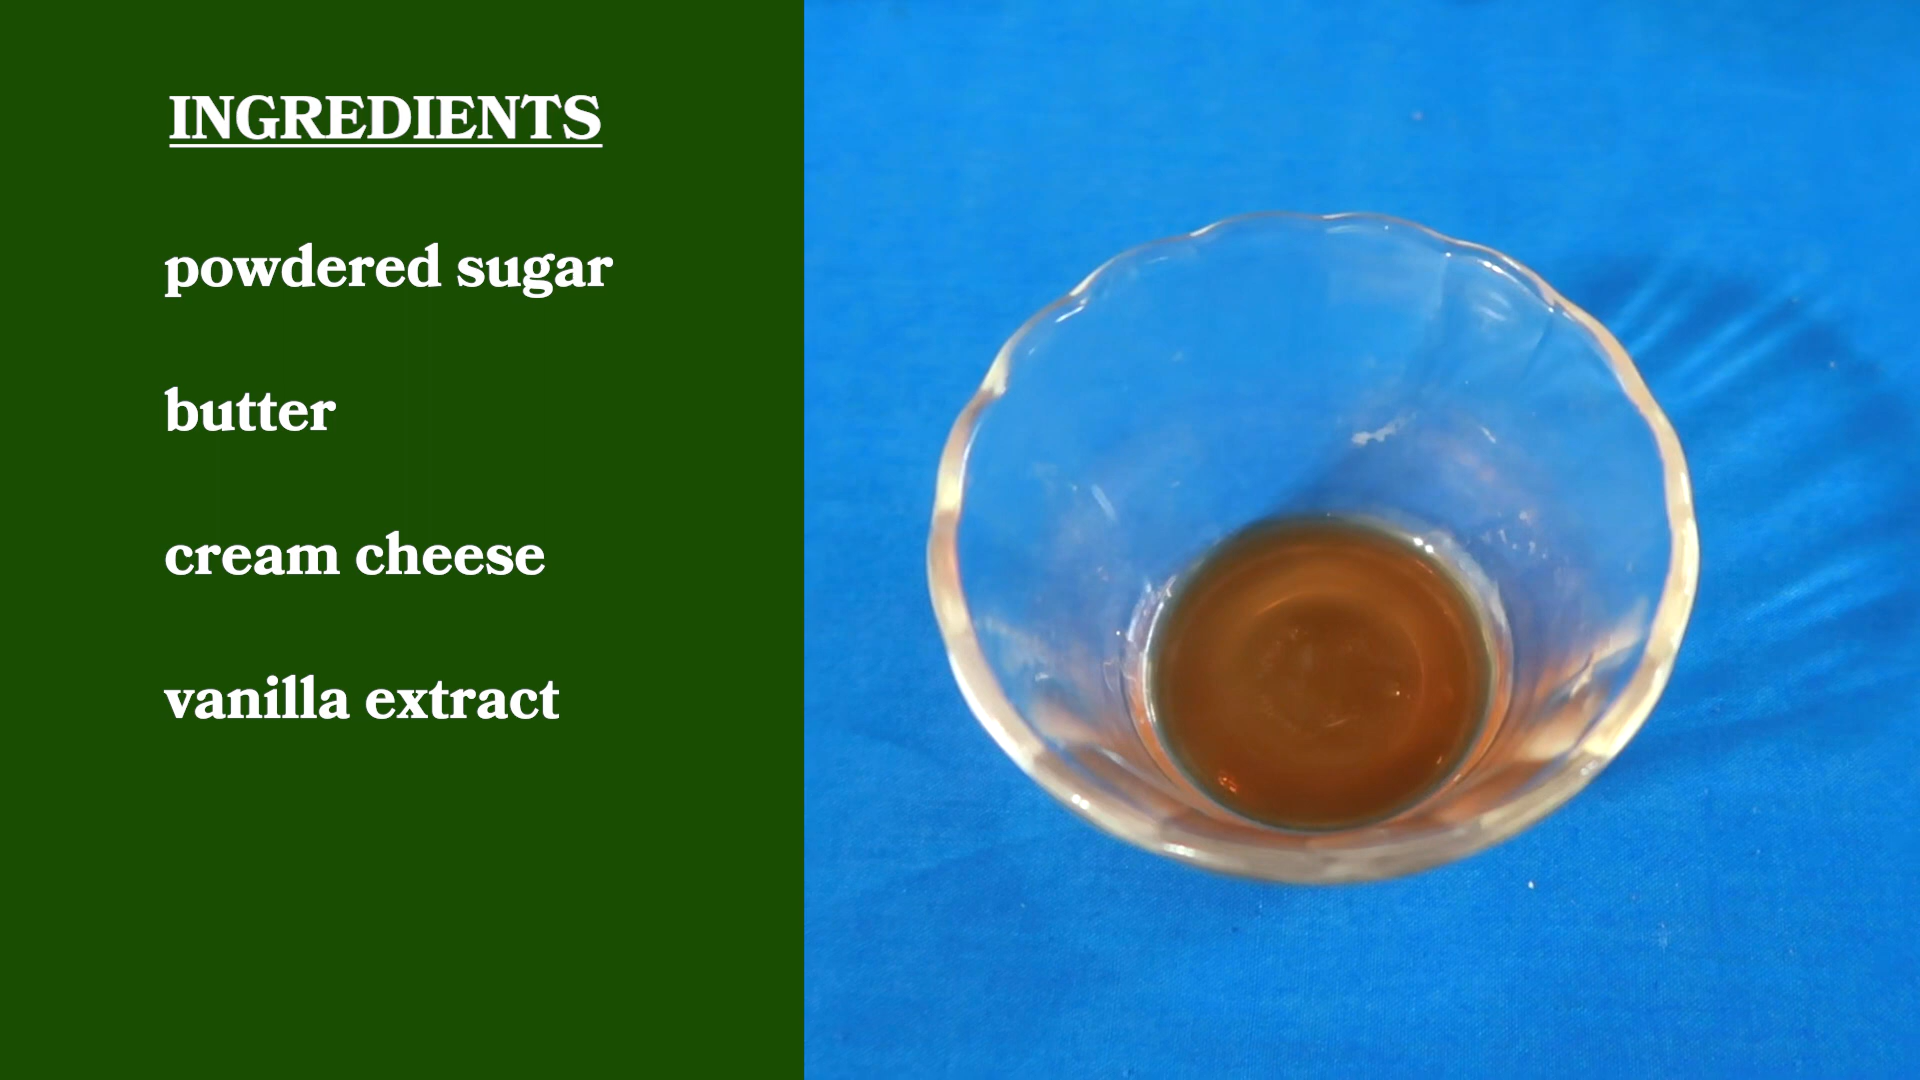 INGREDIENTS
powdered sugar
butter
cream cheese
vanilla extract